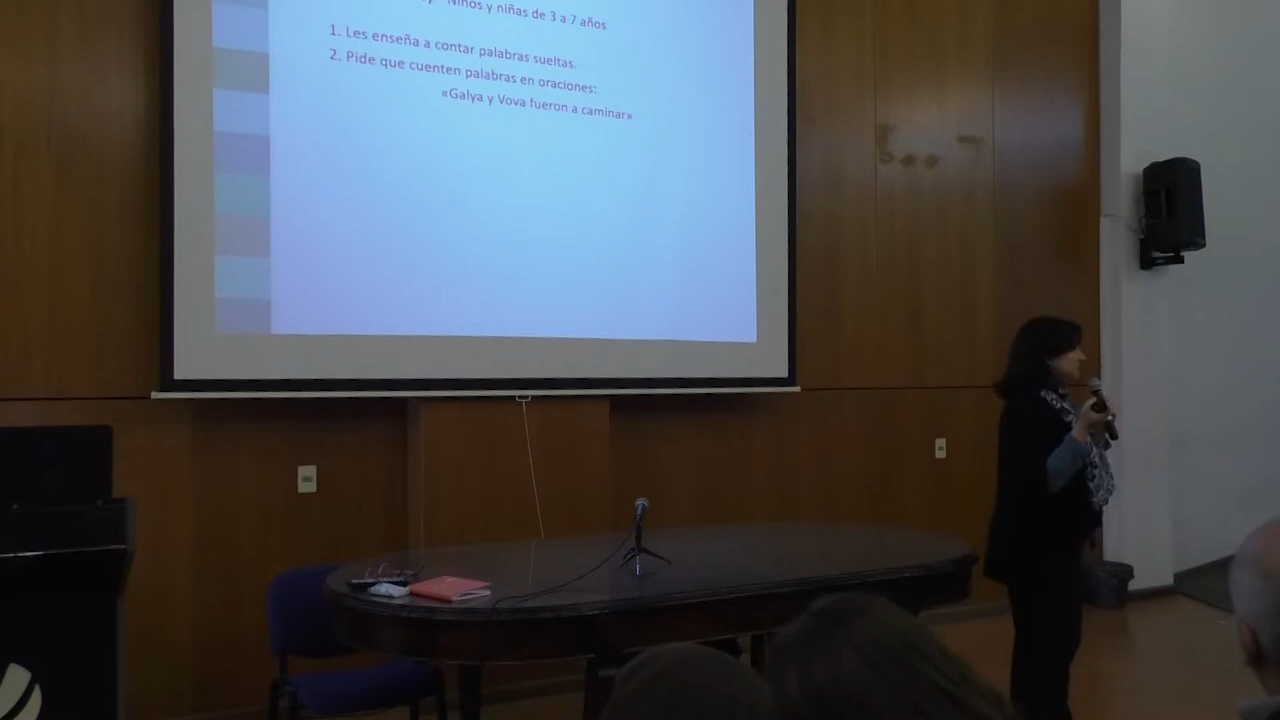 Niños y niñas de 3 a 7 años
1. Les enseña a contar palabras sueltas.
2. Pide que cuenten palabras en oraciones:
«Galya y Vova fueron a caminar»